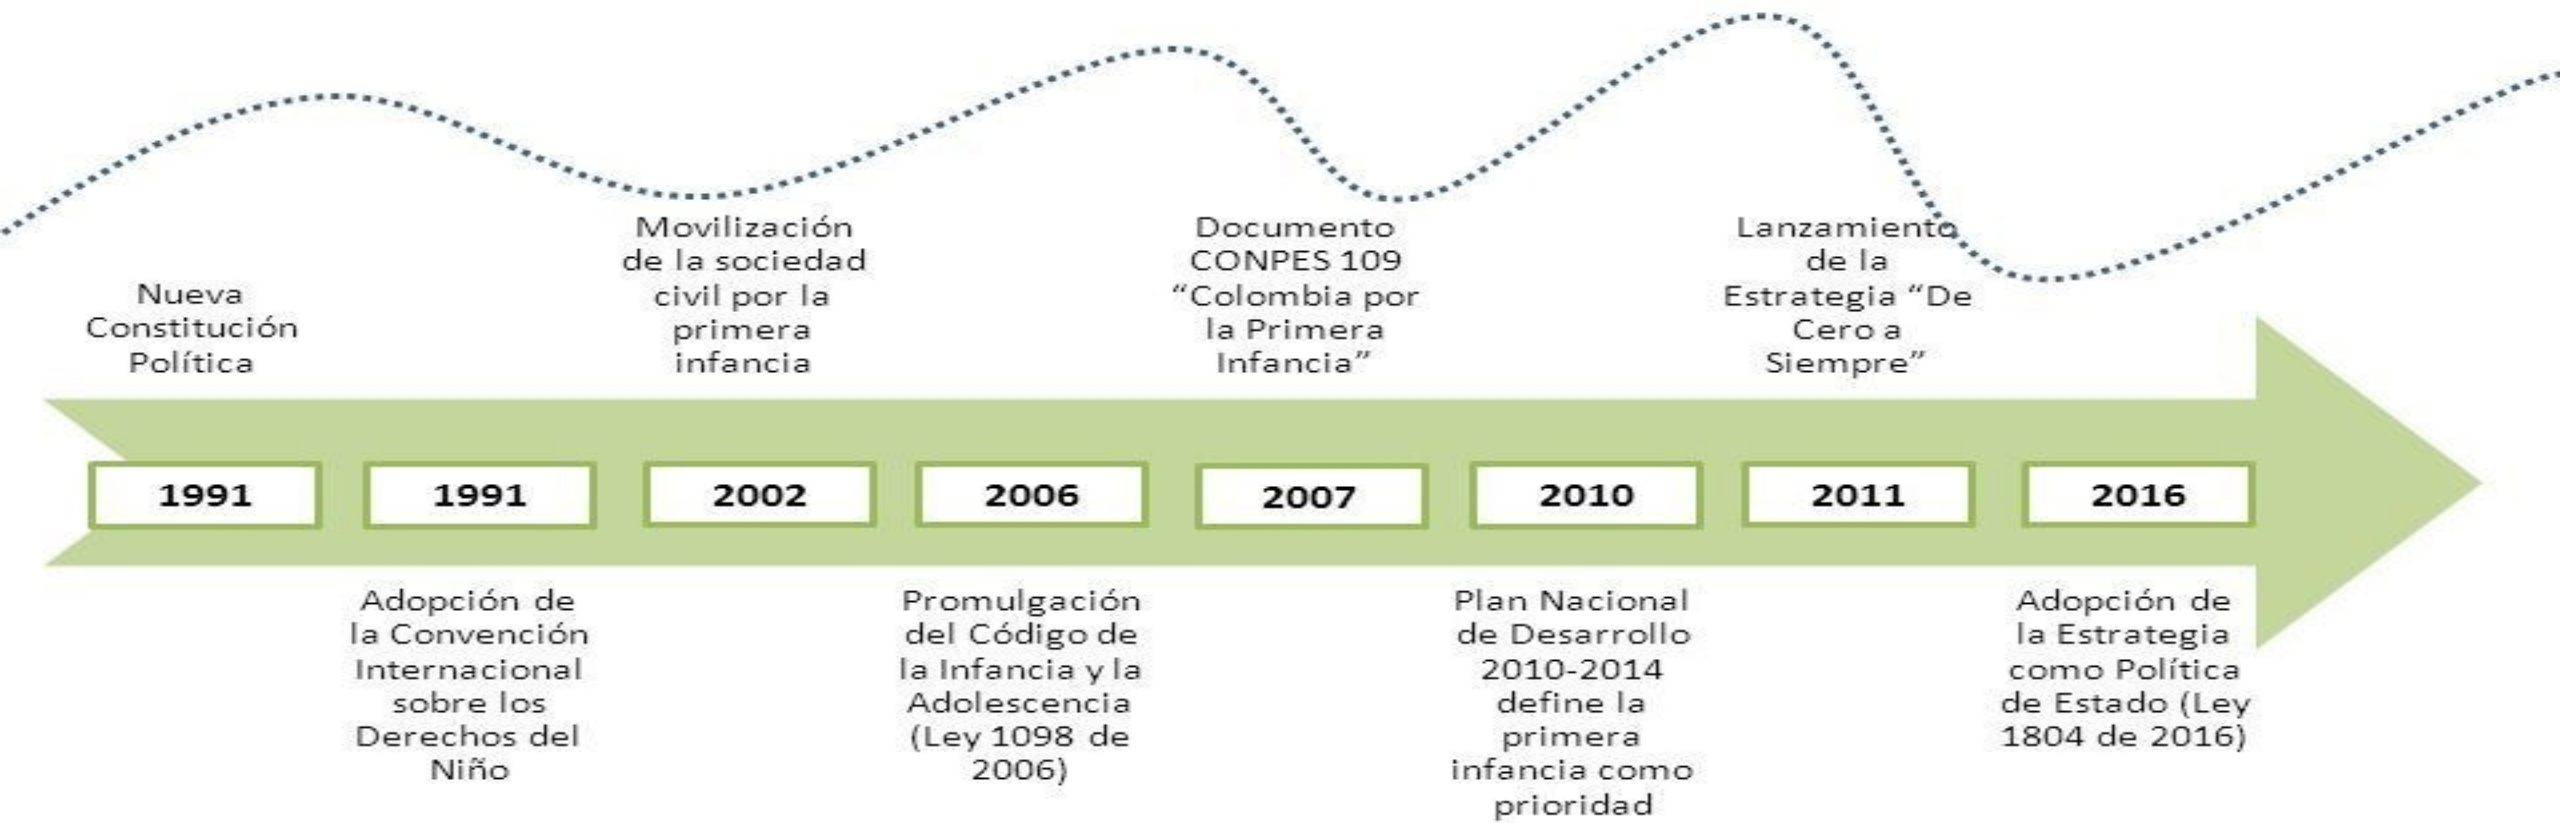 Nueva
Constitución
Política
Movilización
de la sociedad
civil por la
primera
infancia
Documento
CONPES 109
“Colombia por
la Primera
Infancia”
Lanzamiento
de la
Estrategia “De
Cero a
Siempre”
1991
1991
2002
2006
2007
2010
2011
2016
Adopción de
la Convención
Internacional
sobre los
Derechos del
Niño
Promulgación
del Código de
la Infancia y la
Adolescencia
(Ley 1098 de
2006)
Plan Nacional
de Desarrollo
2010-2014
define la
primera
infancia como
prioridad
Adopción de
la Estrategia
como Política
de Estado (Ley
1804 de 2016)